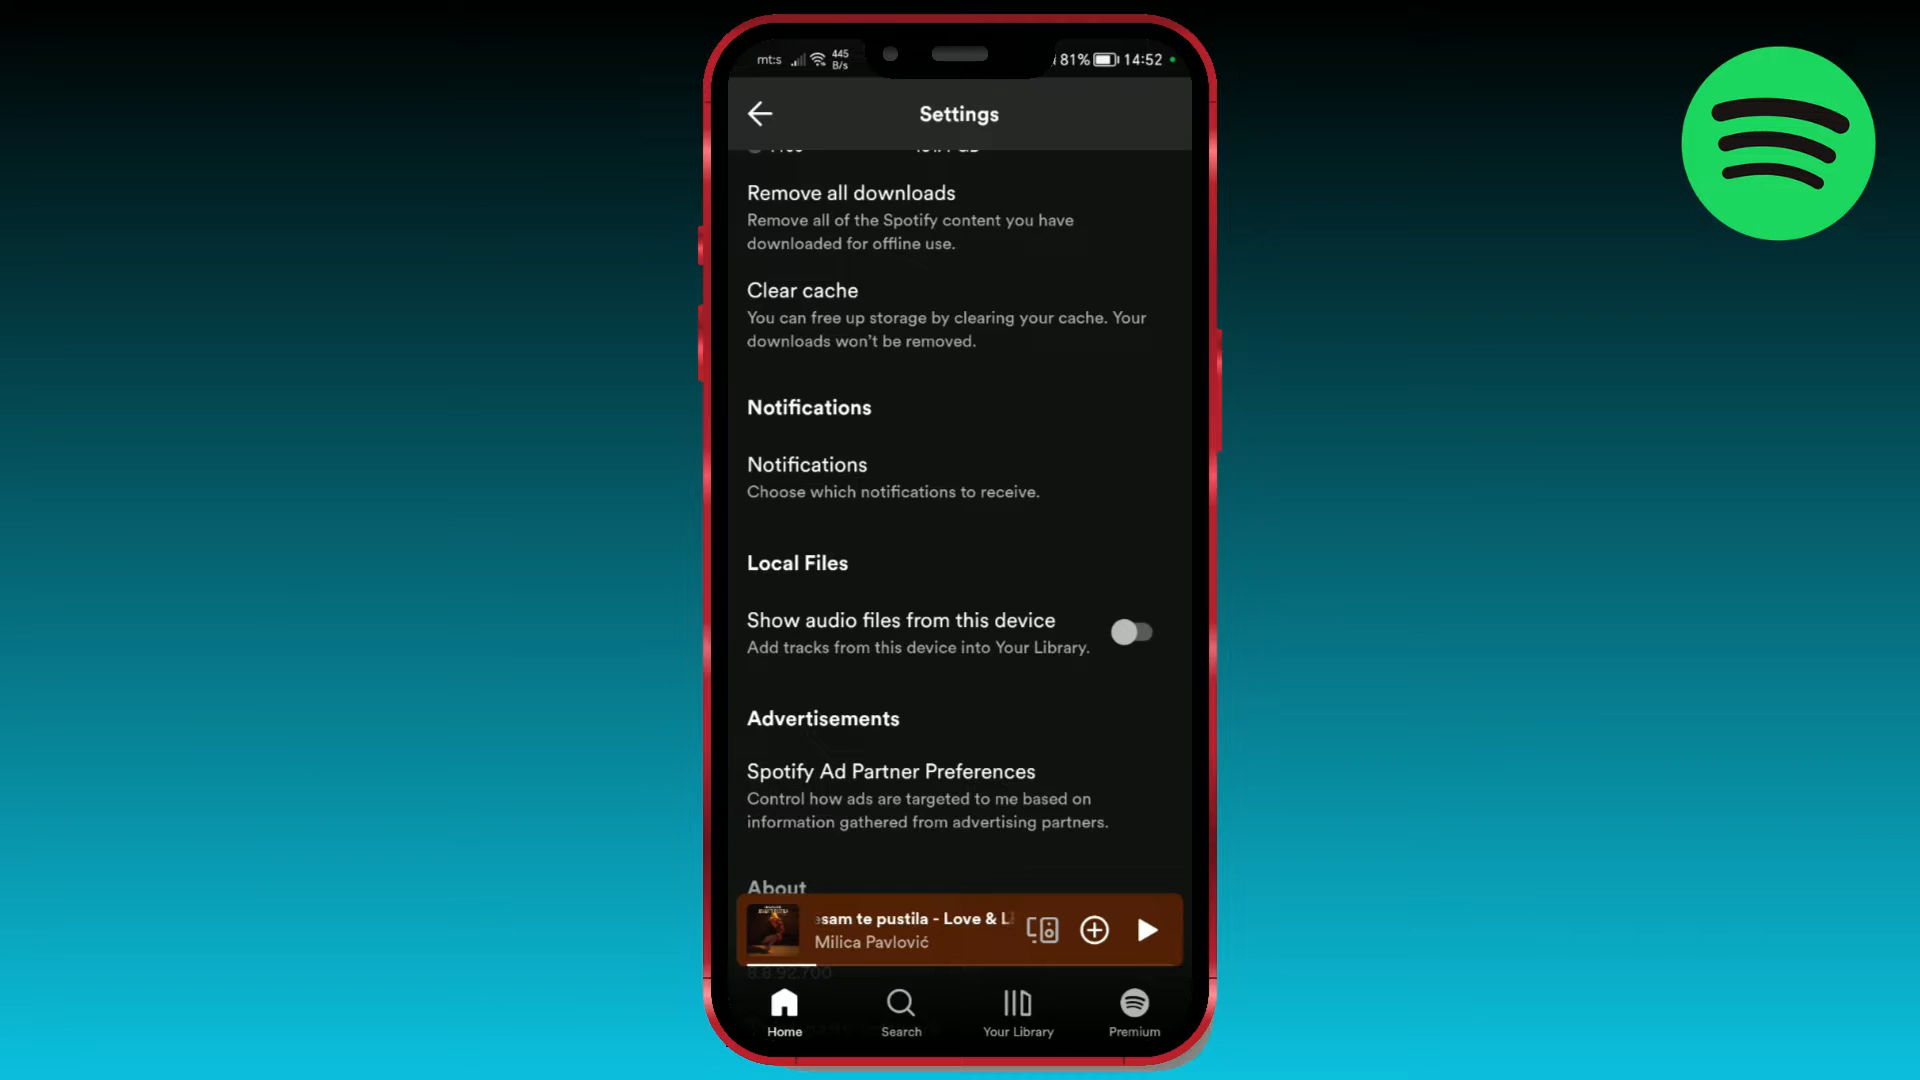 mt:s
445
B/s
81%
14:52
Settings
Remove all downloads
Remove all of the Spotify content you have
downloaded for offline use.
Clear cache
You can free up storage by clearing your cache. Your
downloads won't be removed.
Notifications
Notifications
Choose which notifications to receive.
Local Files
Show audio files from this device
Add tracks from this device into Your Library.
Advertisements
Spotify Ad Partner Preferences
Control how ads are targeted to me based on
information gathered from advertising partners.
About
sam te pustila - Love & L
Milica Pavlović
8.8.92.700
Home
Search
Your Library
Premium